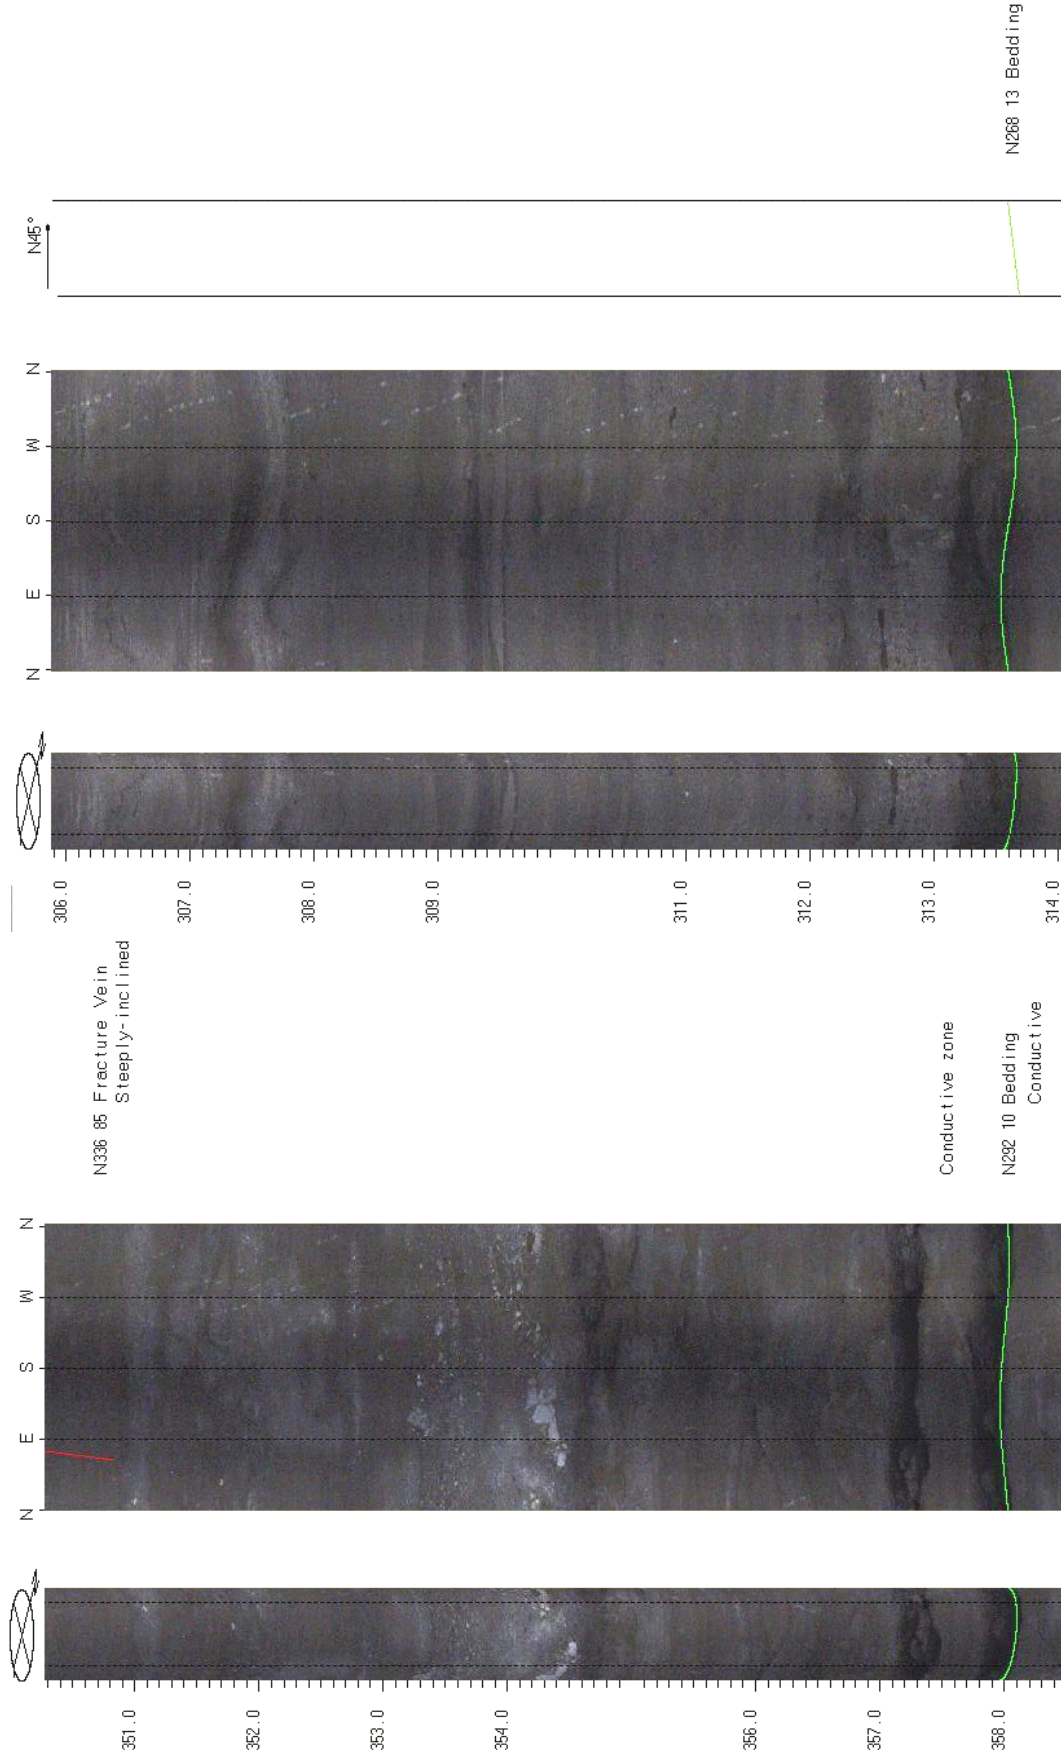 N45°
N W S E N
306.0
307.0
308.0
309.0
311.0
312.0
313.0
314.0
N268 13 Bedding
N W S E N
351.0
352.0
353.0
354.0
356.0
357.0
358.0
N336 85 Fracture Vein
Steeply-inclined
Conductive zone
N292 10 Bedding
Conductive